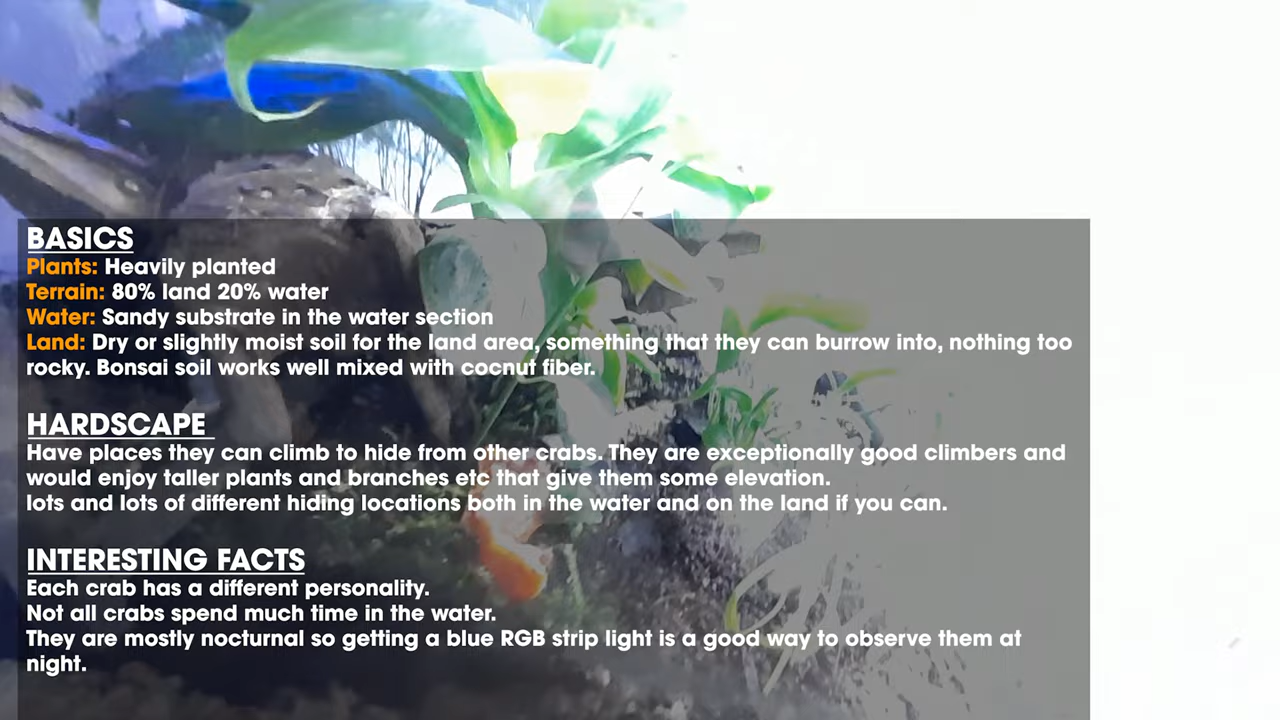 BASICS
Plants: Heavily planted
Terrain: 80% land 20% water
Water: Sandy substrate in the water section
Land: Dry or slightly moist soil for the land area, something that they can burrow into, nothing too
rocky. Bonsai soil works well mixed with cocnut fiber.
HARDSCAPE
Have places they can climb to hide from other crabs. They are exceptionally good climbers and
would enjoy taller plants and branches etc that give them some elevation.
lots and lots of different hiding locations both in the water and on the land if you can.
INTERESTING FACTS
Each crab has a different personality.
Not all crabs spend much time in the water.
They are mostly nocturnal so getting a blue RGB strip light is a good way to observe them at
night.